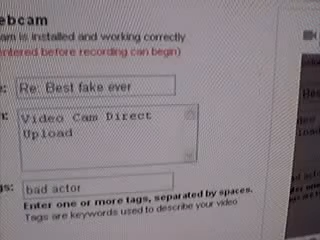 ebcam
am is installed and working correctly
entered before recording can begin)
e: Re: Best fake ever
Video Cam Direct
Upload
gs: bad actor
Enter one or more tags, separated by spaces.
Tags are keywords used to describe your video